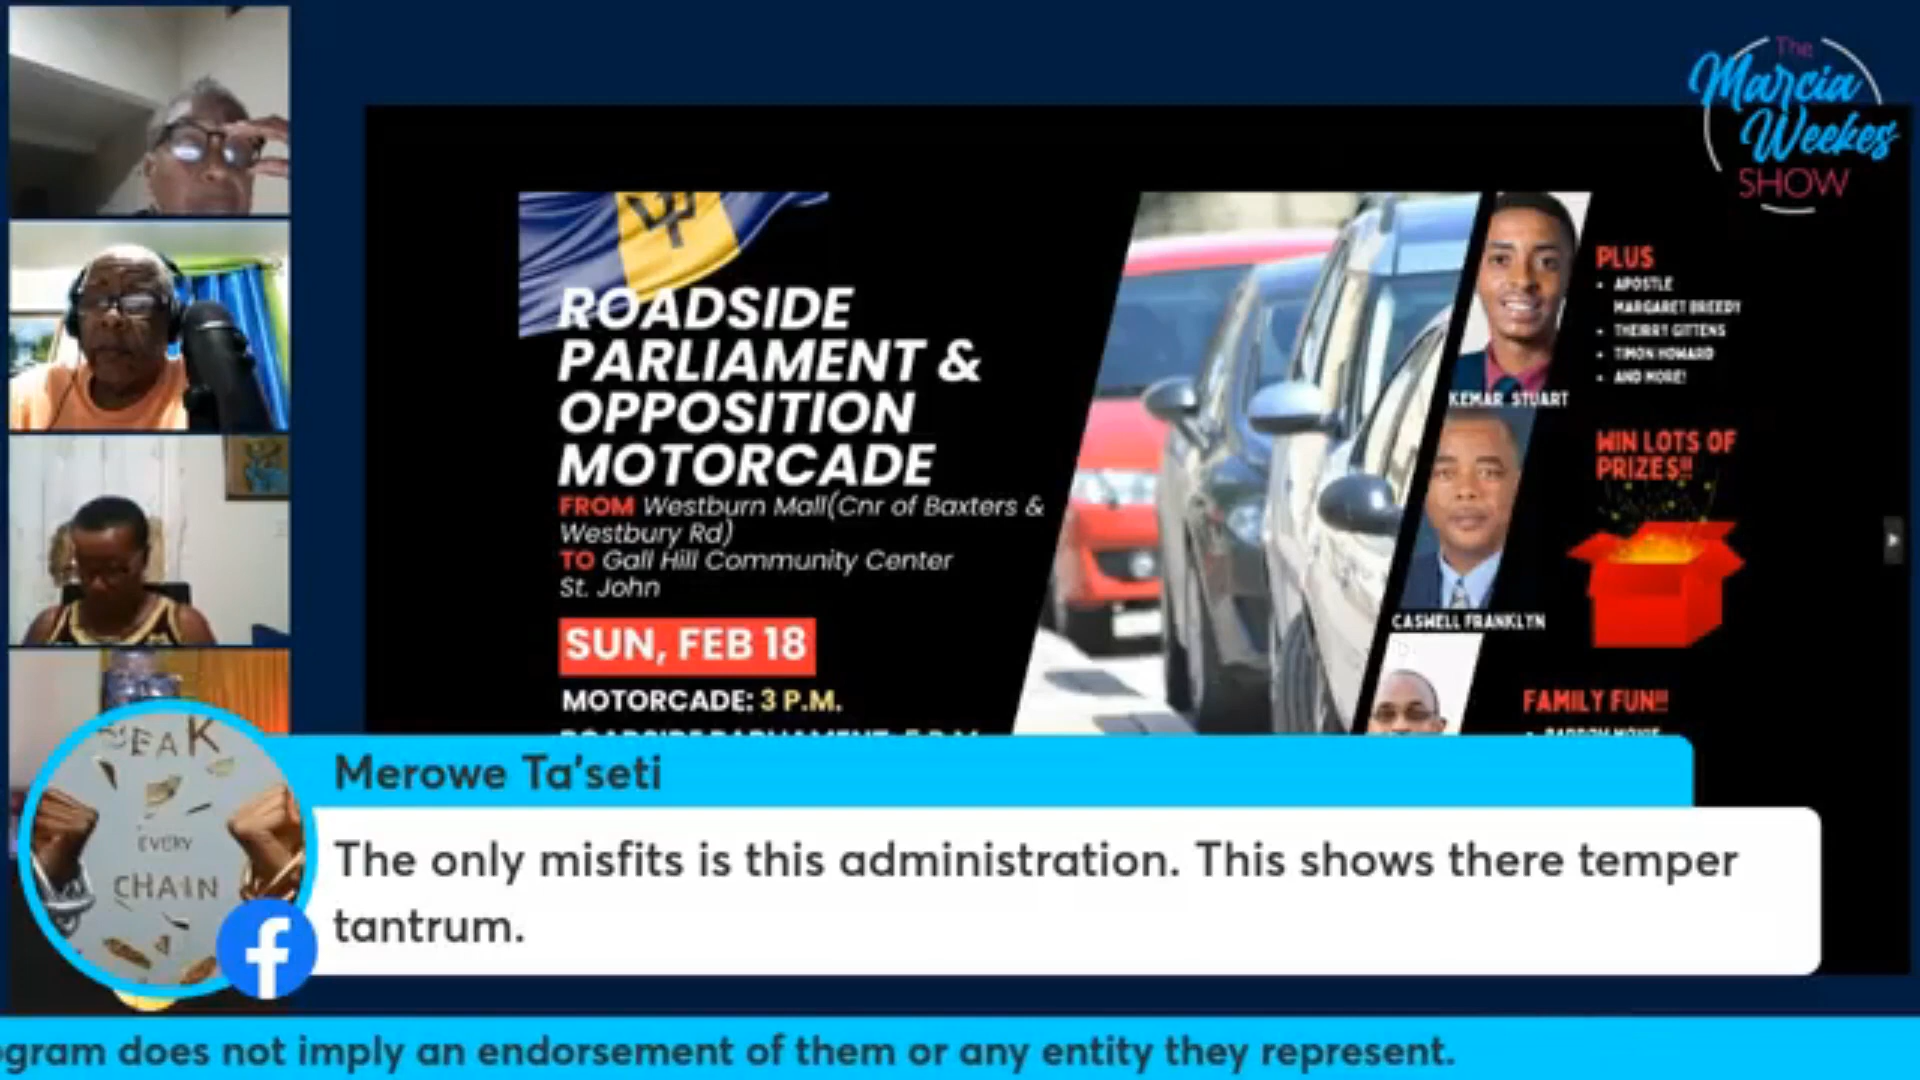 The
Marcia
Weekes
SHOW
ROADSIDE
PARLIAMENT &
OPPOSITION
MOTORCADE
FROM Westburn Mall(Cnr of Baxters &
Westbury Rd)
TO Gall Hill Community Center
St. John
SUN, FEB 18
MOTORCADE: 3 P.M.
KEMAR STUART
CASWELL FRANKLYN
PLUS
• APOSTLE
MARGARET BREEDY
• THEIRRY GITTENS
• TIMON HOWARD
• AND MORE!
WIN LOTS OF
PRIZES!!
FAMILY FUN!!
EVERY
CHAIN
Merowe Ta'seti
The only misfits is this administration. This shows there temper
tantrum.
gram does not imply an endorsement of them or any entity they represent.